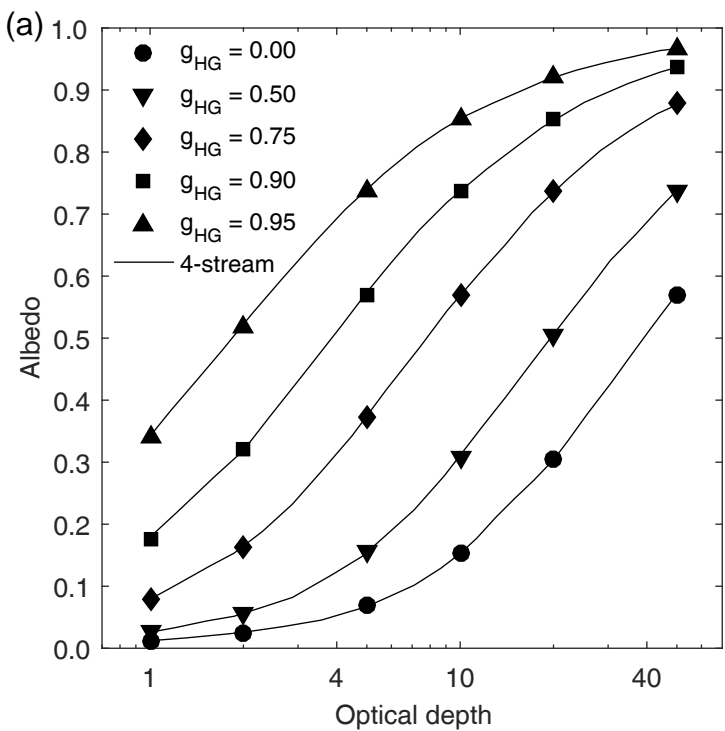 (a)
1.0
0.9
0.8
0.7
0.6
0.5
0.4
0.3
0.2
0.1
0.0
Albedo
g_HG = 0.00
g_HG = 0.50
g_HG = 0.75
g_HG = 0.90
g_HG = 0.95
4-stream
1 4 10 40
Optical depth